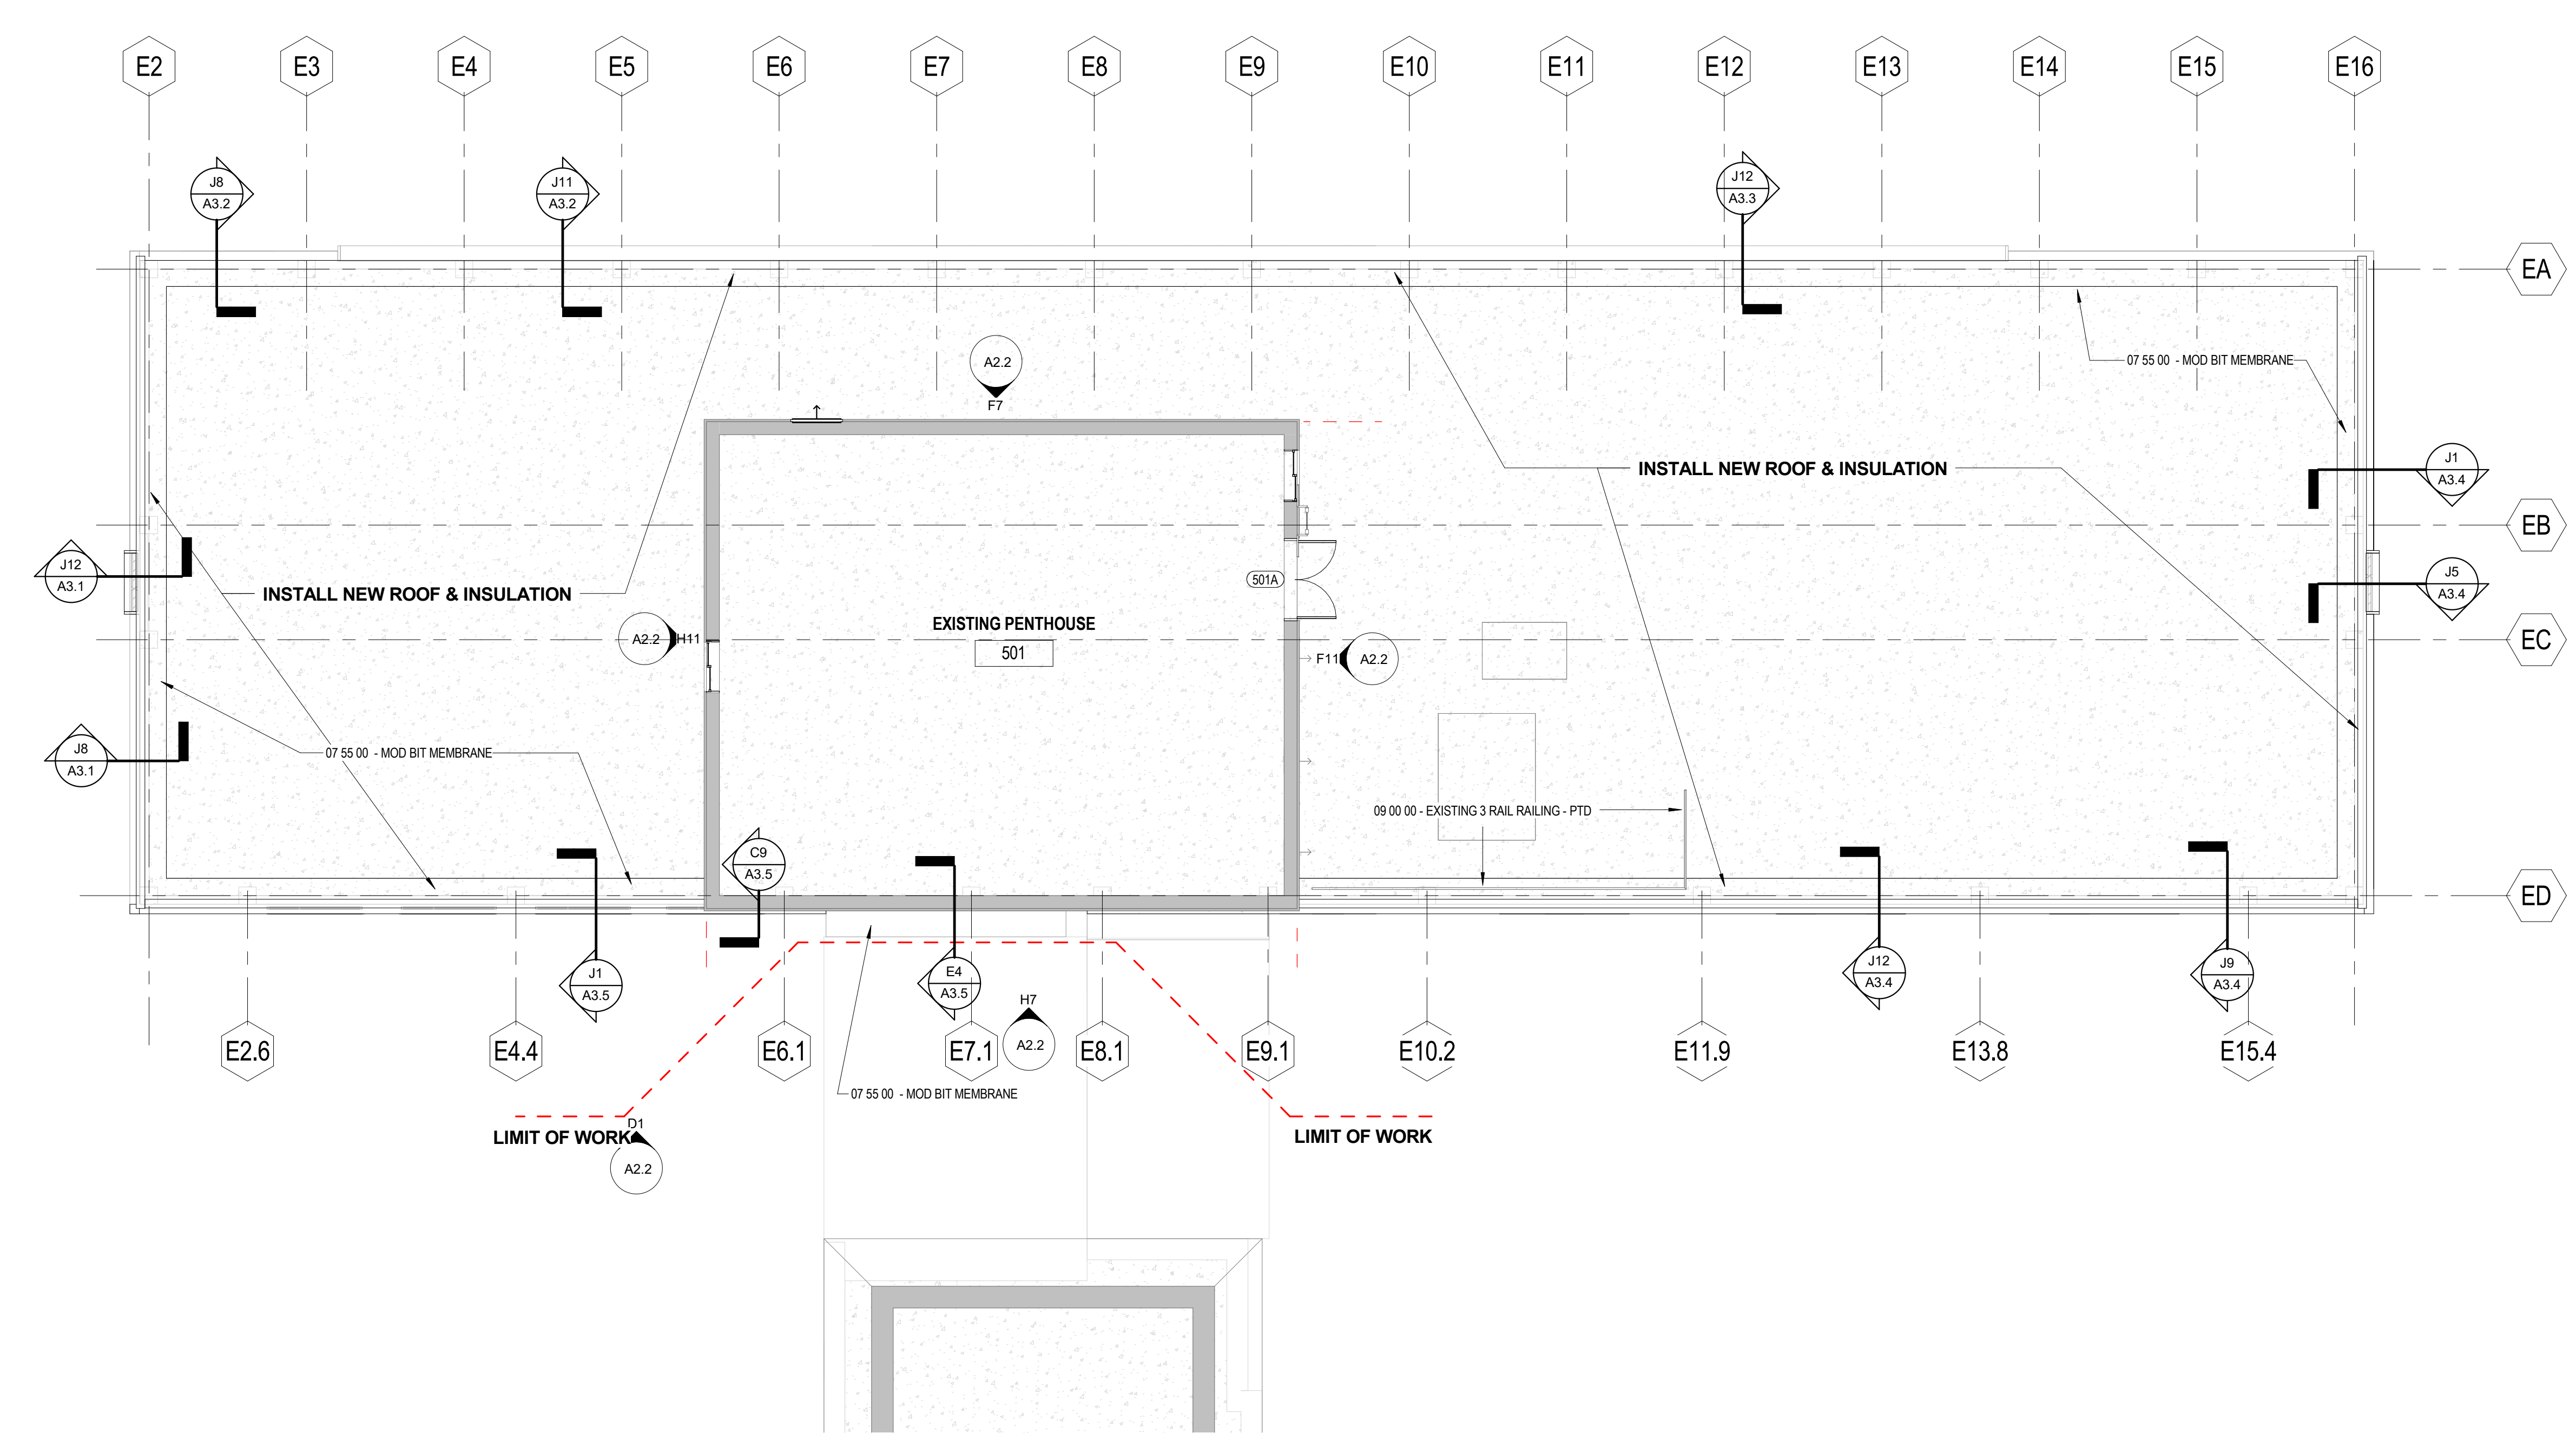 E2 E3 E4 E5 E6 E7 E8 E9 E10 E11 E12 E13 E14 E15 E16
J8
A3.2
J11
A3.2
J12
A3.3
EA
A2.2
F7
07 55 00 - MOD BIT MEMBRANE
INSTALL NEW ROOF & INSULATION
J1
A3.4
EB
J12
A3.1
INSTALL NEW ROOF & INSULATION
501A
J5
A3.4
EXISTING PENTHOUSE
501
A2.2 H11
F11 A2.2
EC
J8
A3.1
07 55 00 - MOD BIT MEMBRANE
09 00 00 - EXISTING 3 RAIL RAILING - PTD
C9
A3.5
ED
J1
A3.5
E4
A3.5
J12
A3.4
J9
A3.4
H7
A2.2
E2.6 E4.4 E6.1 E7.1 E8.1 E9.1 E10.2 E11.9 E13.8 E15.4
07 55 00 - MOD BIT MEMBRANE
D1
LIMIT OF WORK
LIMIT OF WORK
A2.2